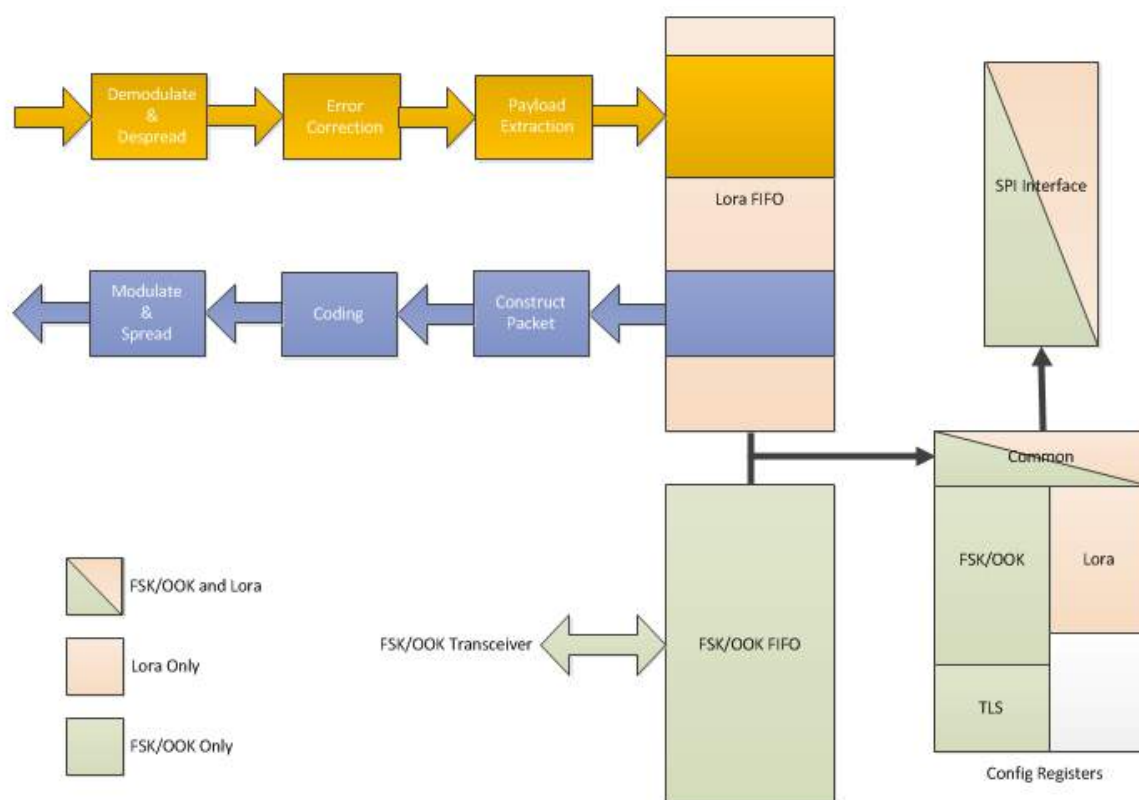 Demodulate
&
Despread
Error
Correction
Payload
Extraction
Lora FIFO
SPI Interface
Modulate
&
Spread
Coding
Construct
Packet
Common
FSK/OOK
Lora
TLS
Config Registers
FSK/OOK Transceiver
FSK/OOK FIFO
FSK/OOK and Lora
Lora Only
FSK/OOK Only